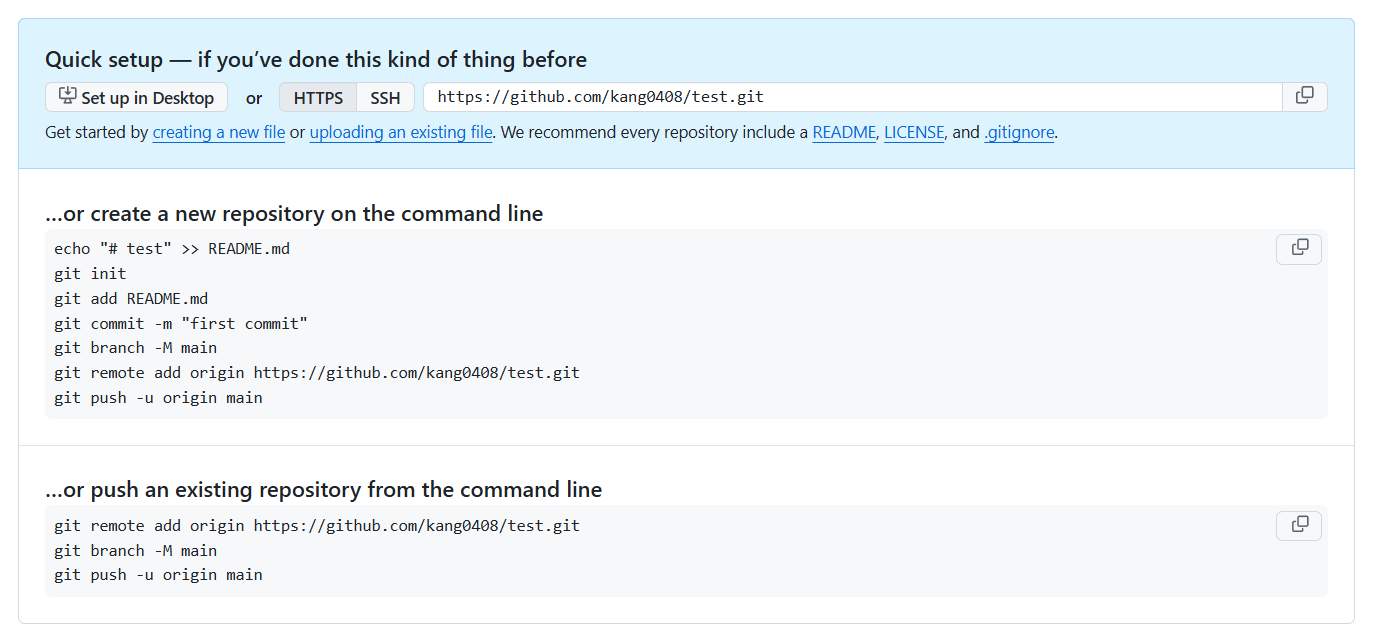 Quick setup — if you’ve done this kind of thing before
Set up in Desktop or HTTPS SSH https://github.com/kang0408/test.git
Get started by creating a new file or uploading an existing file. We recommend every repository include a README, LICENSE, and .gitignore.
…or create a new repository on the command line
echo "# test" >> README.md
git init
git add README.md
git commit -m "first commit"
git branch -M main
git remote add origin https://github.com/kang0408/test.git
git push -u origin main
…or push an existing repository from the command line
git remote add origin https://github.com/kang0408/test.git
git branch -M main
git push -u origin main